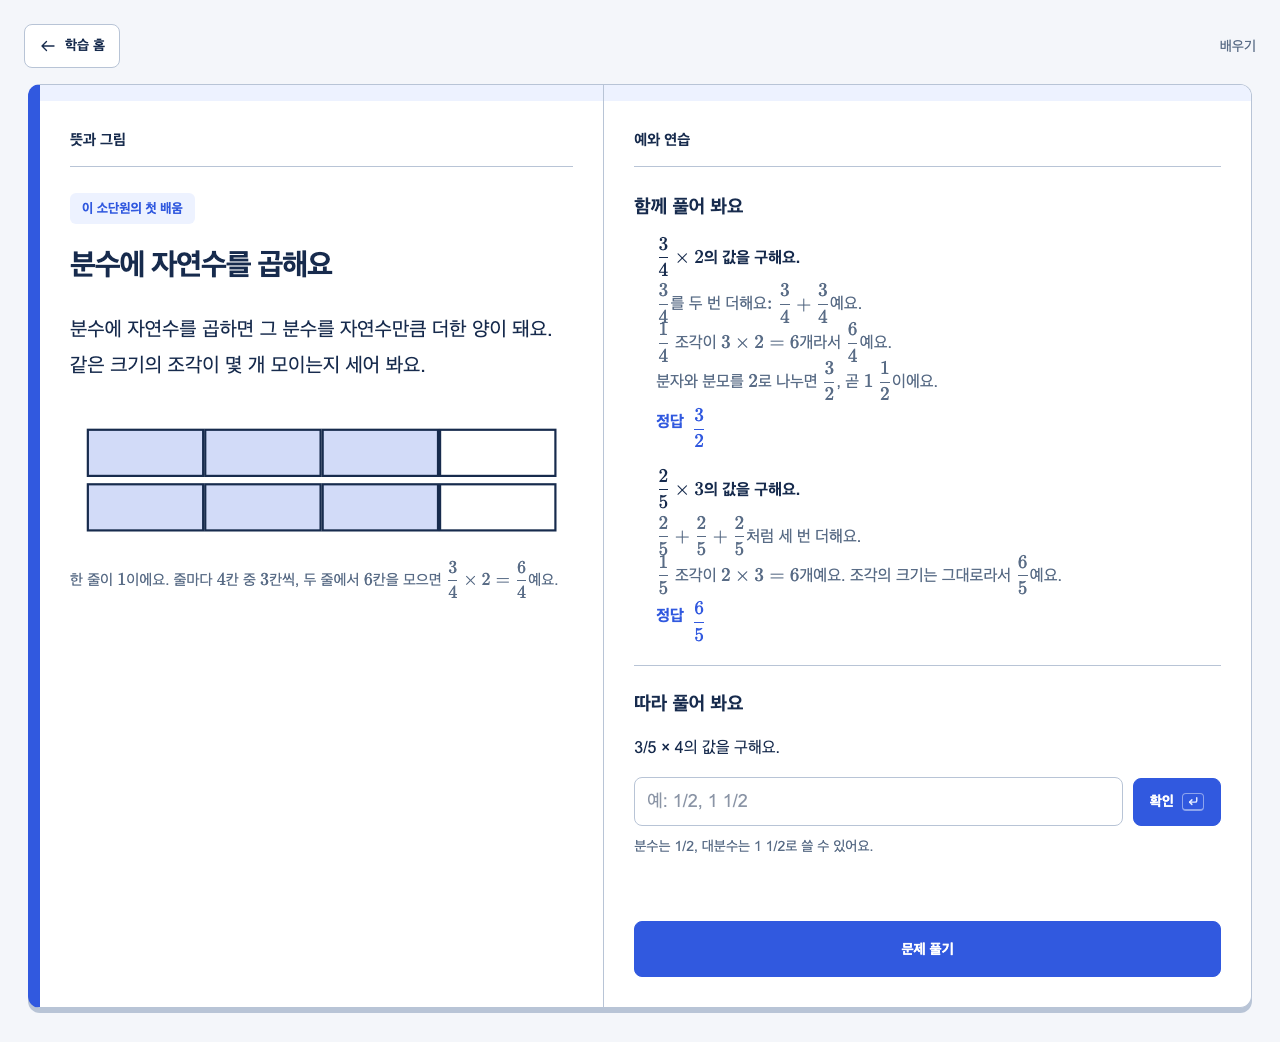 ← 학습 홈
배우기
뜻과 그림
이 소단원의 첫 배움
분수에 자연수를 곱해요
분수에 자연수를 곱하면 그 분수를 자연수만큼 더한 양이 돼요.
같은 크기의 조각이 몇 개 모이는지 세어 봐요.
한 줄이 1이에요. 줄마다 4칸 중 3칸씩, 두 줄에서 6칸을 모으면 3/4 × 2 = 6/4예요.
예와 연습
함께 풀어 봐요
3/4 × 2의 값을 구해요.
3/4를 두 번 더해요: 3/4 + 3/4예요.
1/4 조각이 3 × 2 = 6개라서 6/4예요.
분자와 분모를 2로 나누면 3/2, 곧 1 1/2이에요.
정답 3/2
2/5 × 3의 값을 구해요.
2/5 + 2/5 + 2/5처럼 세 번 더해요.
1/5 조각이 2 × 3 = 6개예요. 조각의 크기는 그대로라서 6/5예요.
정답 6/5
따라 풀어 봐요
3/5 × 4의 값을 구해요.
예: 1/2, 1 1/2
확인 ↵
분수는 1/2, 대분수는 1 1/2로 쓸 수 있어요.
문제 풀기